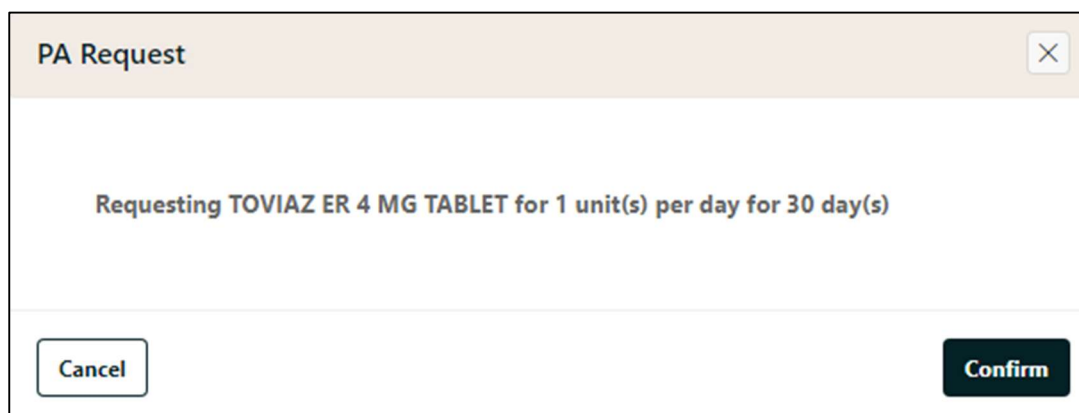 PA Request
Requesting TOVIAZ ER 4 MG TABLET for 1 unit(s) per day for 30 day(s)
Cancel
Confirm